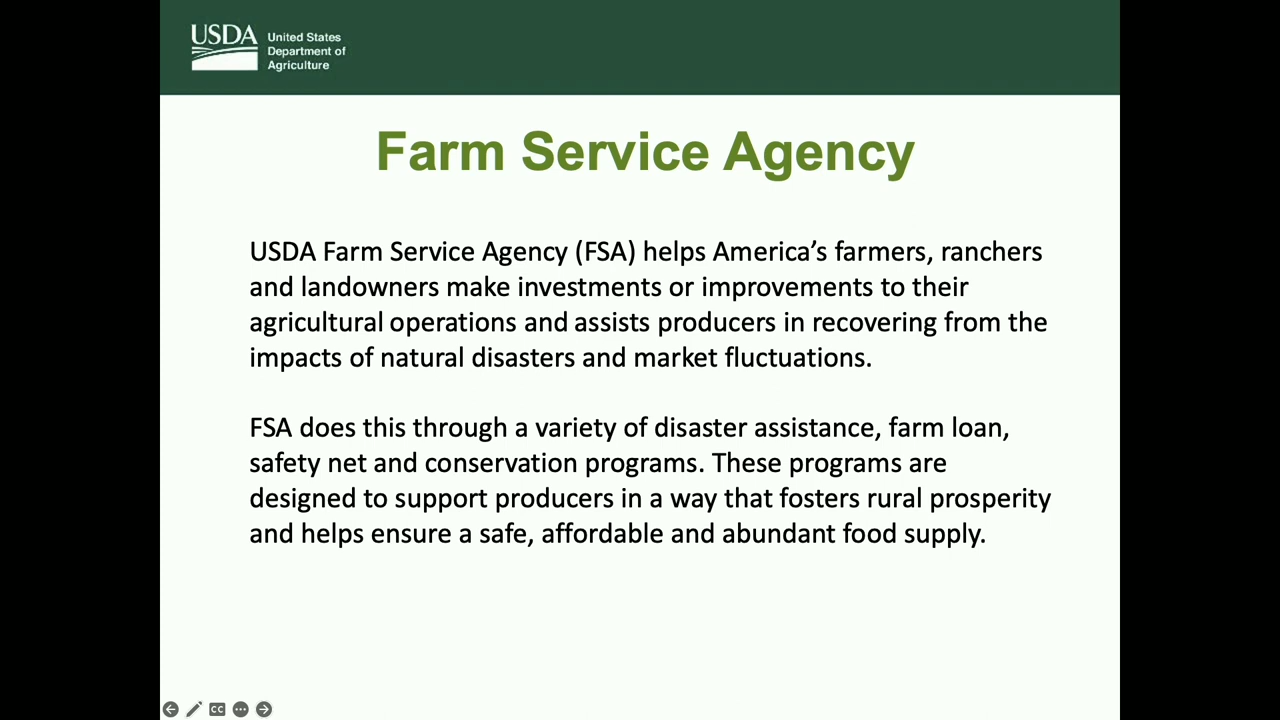 USDA
United States
Department of
Agriculture
Farm Service Agency
USDA Farm Service Agency (FSA) helps America’s farmers, ranchers
and landowners make investments or improvements to their
agricultural operations and assists producers in recovering from the
impacts of natural disasters and market fluctuations.
FSA does this through a variety of disaster assistance, farm loan,
safety net and conservation programs. These programs are
designed to support producers in a way that fosters rural prosperity
and helps ensure a safe, affordable and abundant food supply.
CC